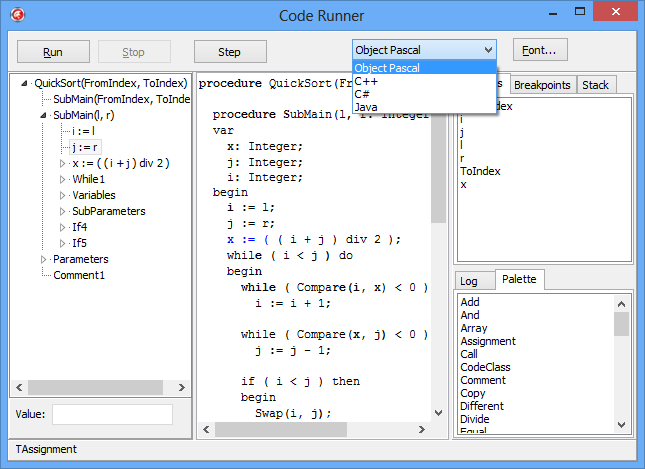 Code Runner
Run
Stop
Step
Object Pascal
Font...
Object Pascal
C++
C#
Java
Breakpoints
Stack
QuickSort(FromIndex, ToIndex)
SubMain(FromIndex, ToInde
SubMain(l, r)
i := l
j := r
x := ( ( i + j ) div 2 )
While1
Variables
SubParameters
If4
If5
Parameters
Comment1
Value:
procedure QuickSort(Fr
procedure SubMain(l, r: Integer
var
x: Integer;
j: Integer;
i: Integer;
begin
i := l;
j := r;
x := ( ( i + j ) div 2 );
while ( i < j ) do
begin
while ( Compare(i, x) < 0 )
i := i + 1;
while ( Compare(x, j) < 0 )
j := j - 1;
if ( i < j ) then
begin
Swap(i, j);
i
j
l
r
ToIndex
x
Log
Palette
Add
And
Array
Assignment
Call
CodeClass
Comment
Copy
Different
Divide
Equal
TAssignment